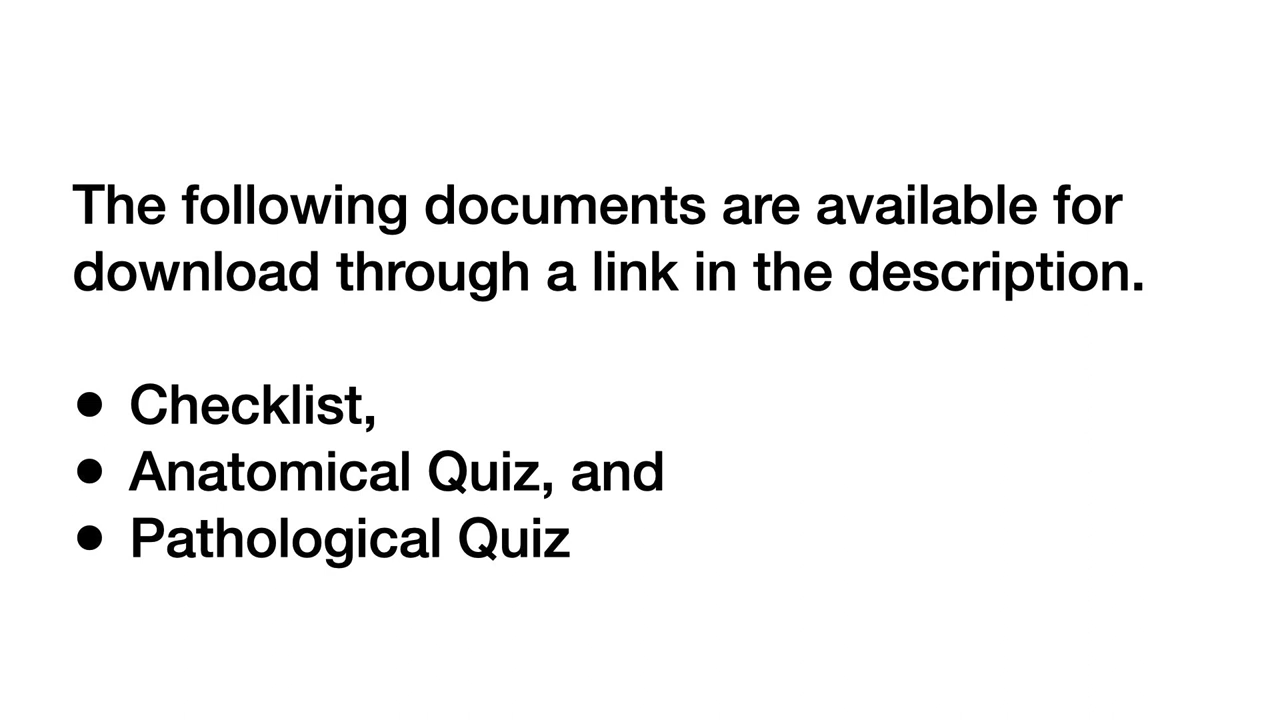 The following documents are available for
download through a link in the description.
• Checklist,
• Anatomical Quiz, and
• Pathological Quiz